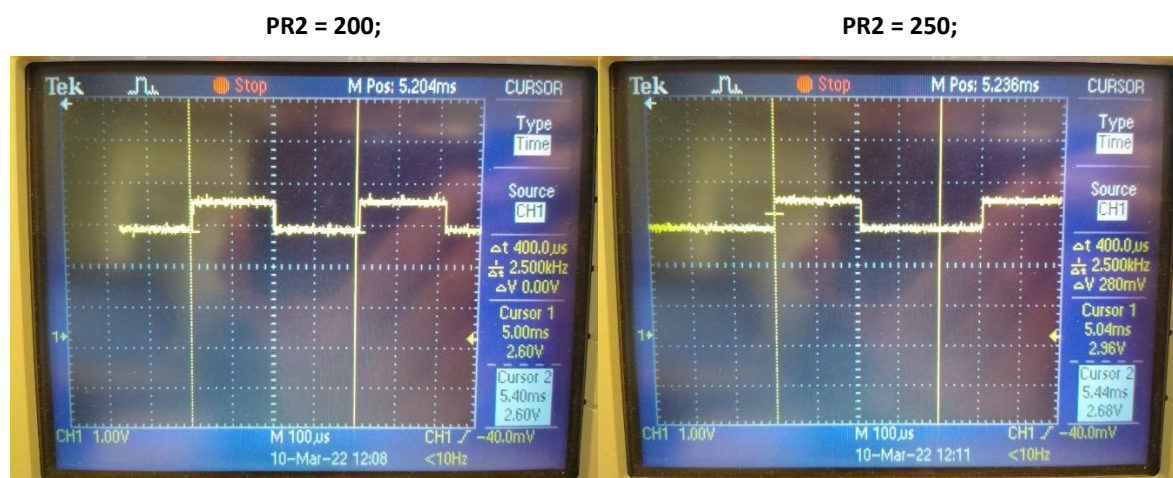 PR2 = 200;
PR2 = 250;
Tek
Stop
M Pos: 5.204ms
CURSOR
Type
Time
Source
CH1
Δt 400.0µs
1/Δt 2.500kHz
ΔV 0.00V
Cursor 1
5.00ms
2.60V
Cursor 2
5.40ms
2.60V
1
CH1 1.00V
M 100µs
CH1
-40.0mV
10-Mar-22 12:08
<10Hz
Tek
Stop
M Pos: 5.236ms
CURSOR
Type
Time
Source
CH1
Δt 400.0µs
1/Δt 2.500kHz
ΔV 280mV
Cursor 1
5.04ms
2.96V
Cursor 2
5.44ms
2.68V
1
CH1 1.00V
M 100µs
CH1
-40.0mV
10-Mar-22 12:11
<10Hz